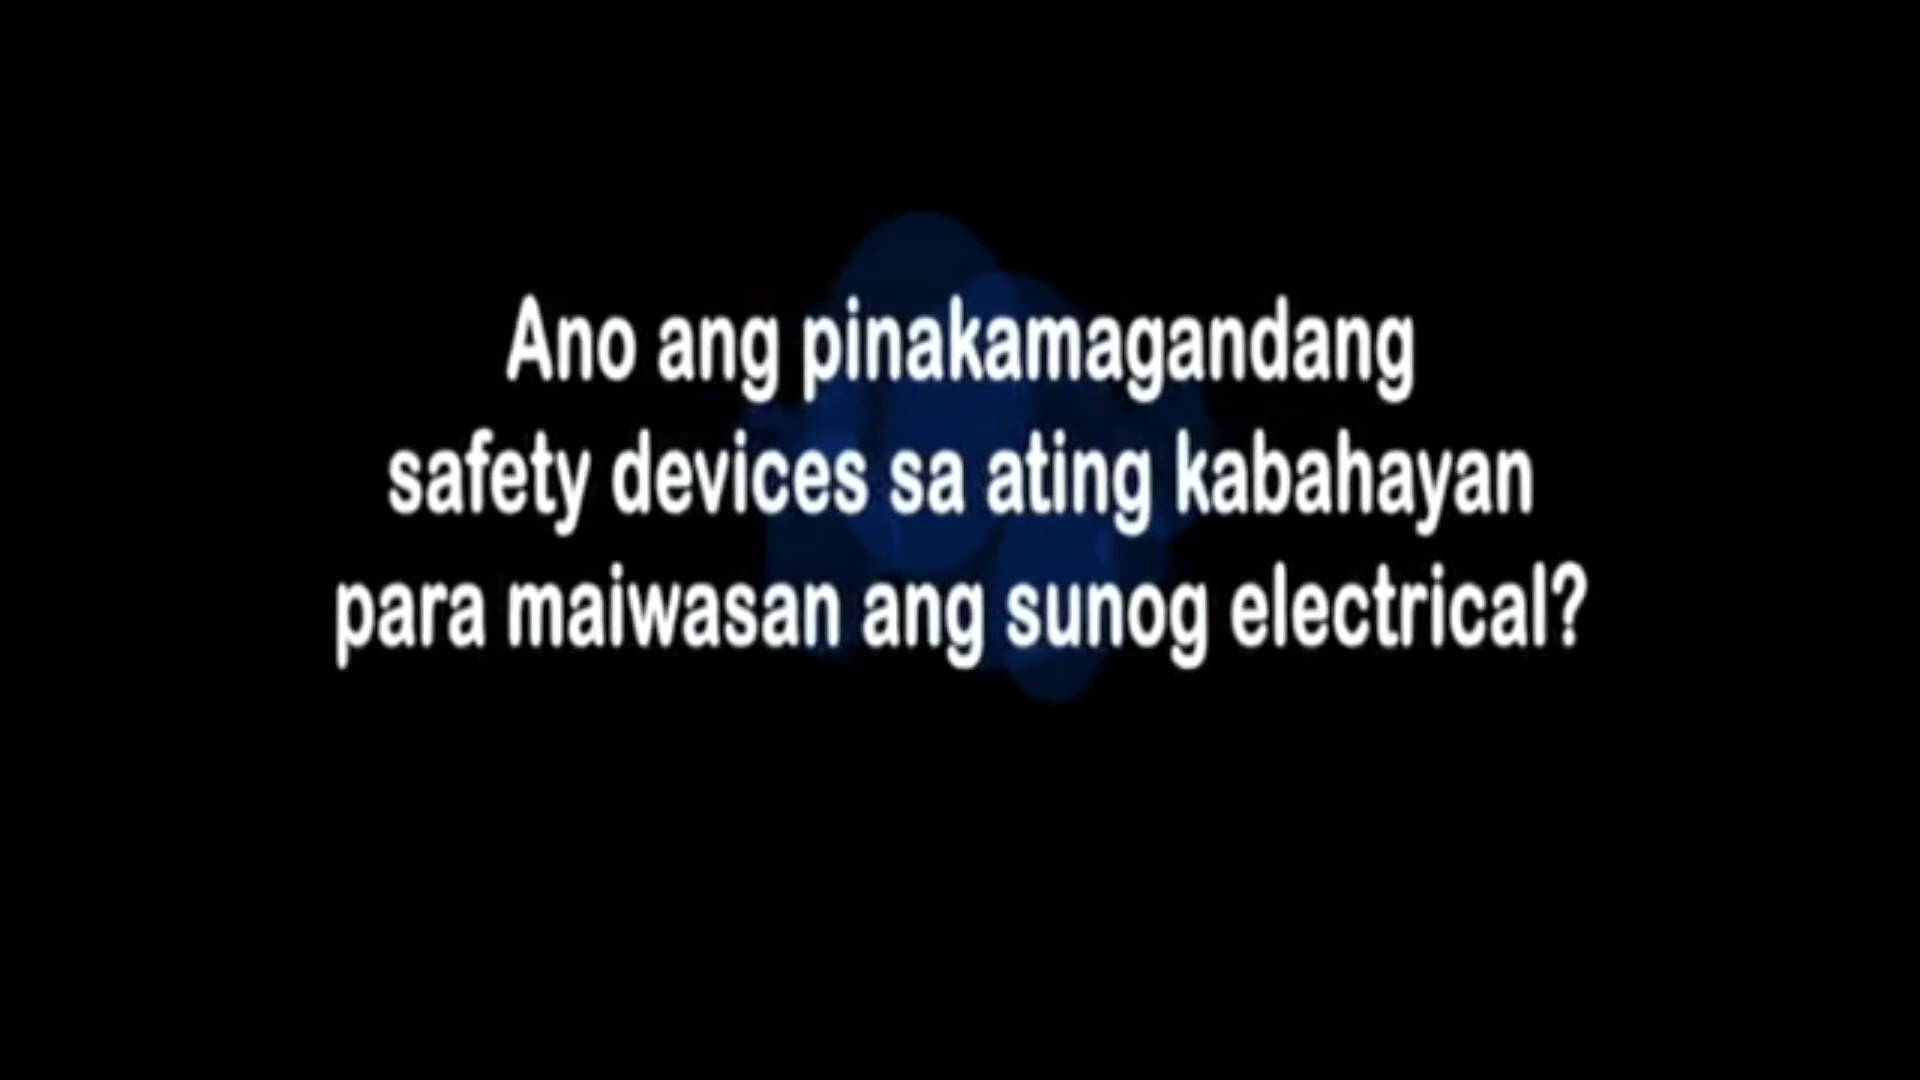 Ano ang pinakamagandang
safety devices sa ating kabahayan
para maiwasan ang sunog electrical?